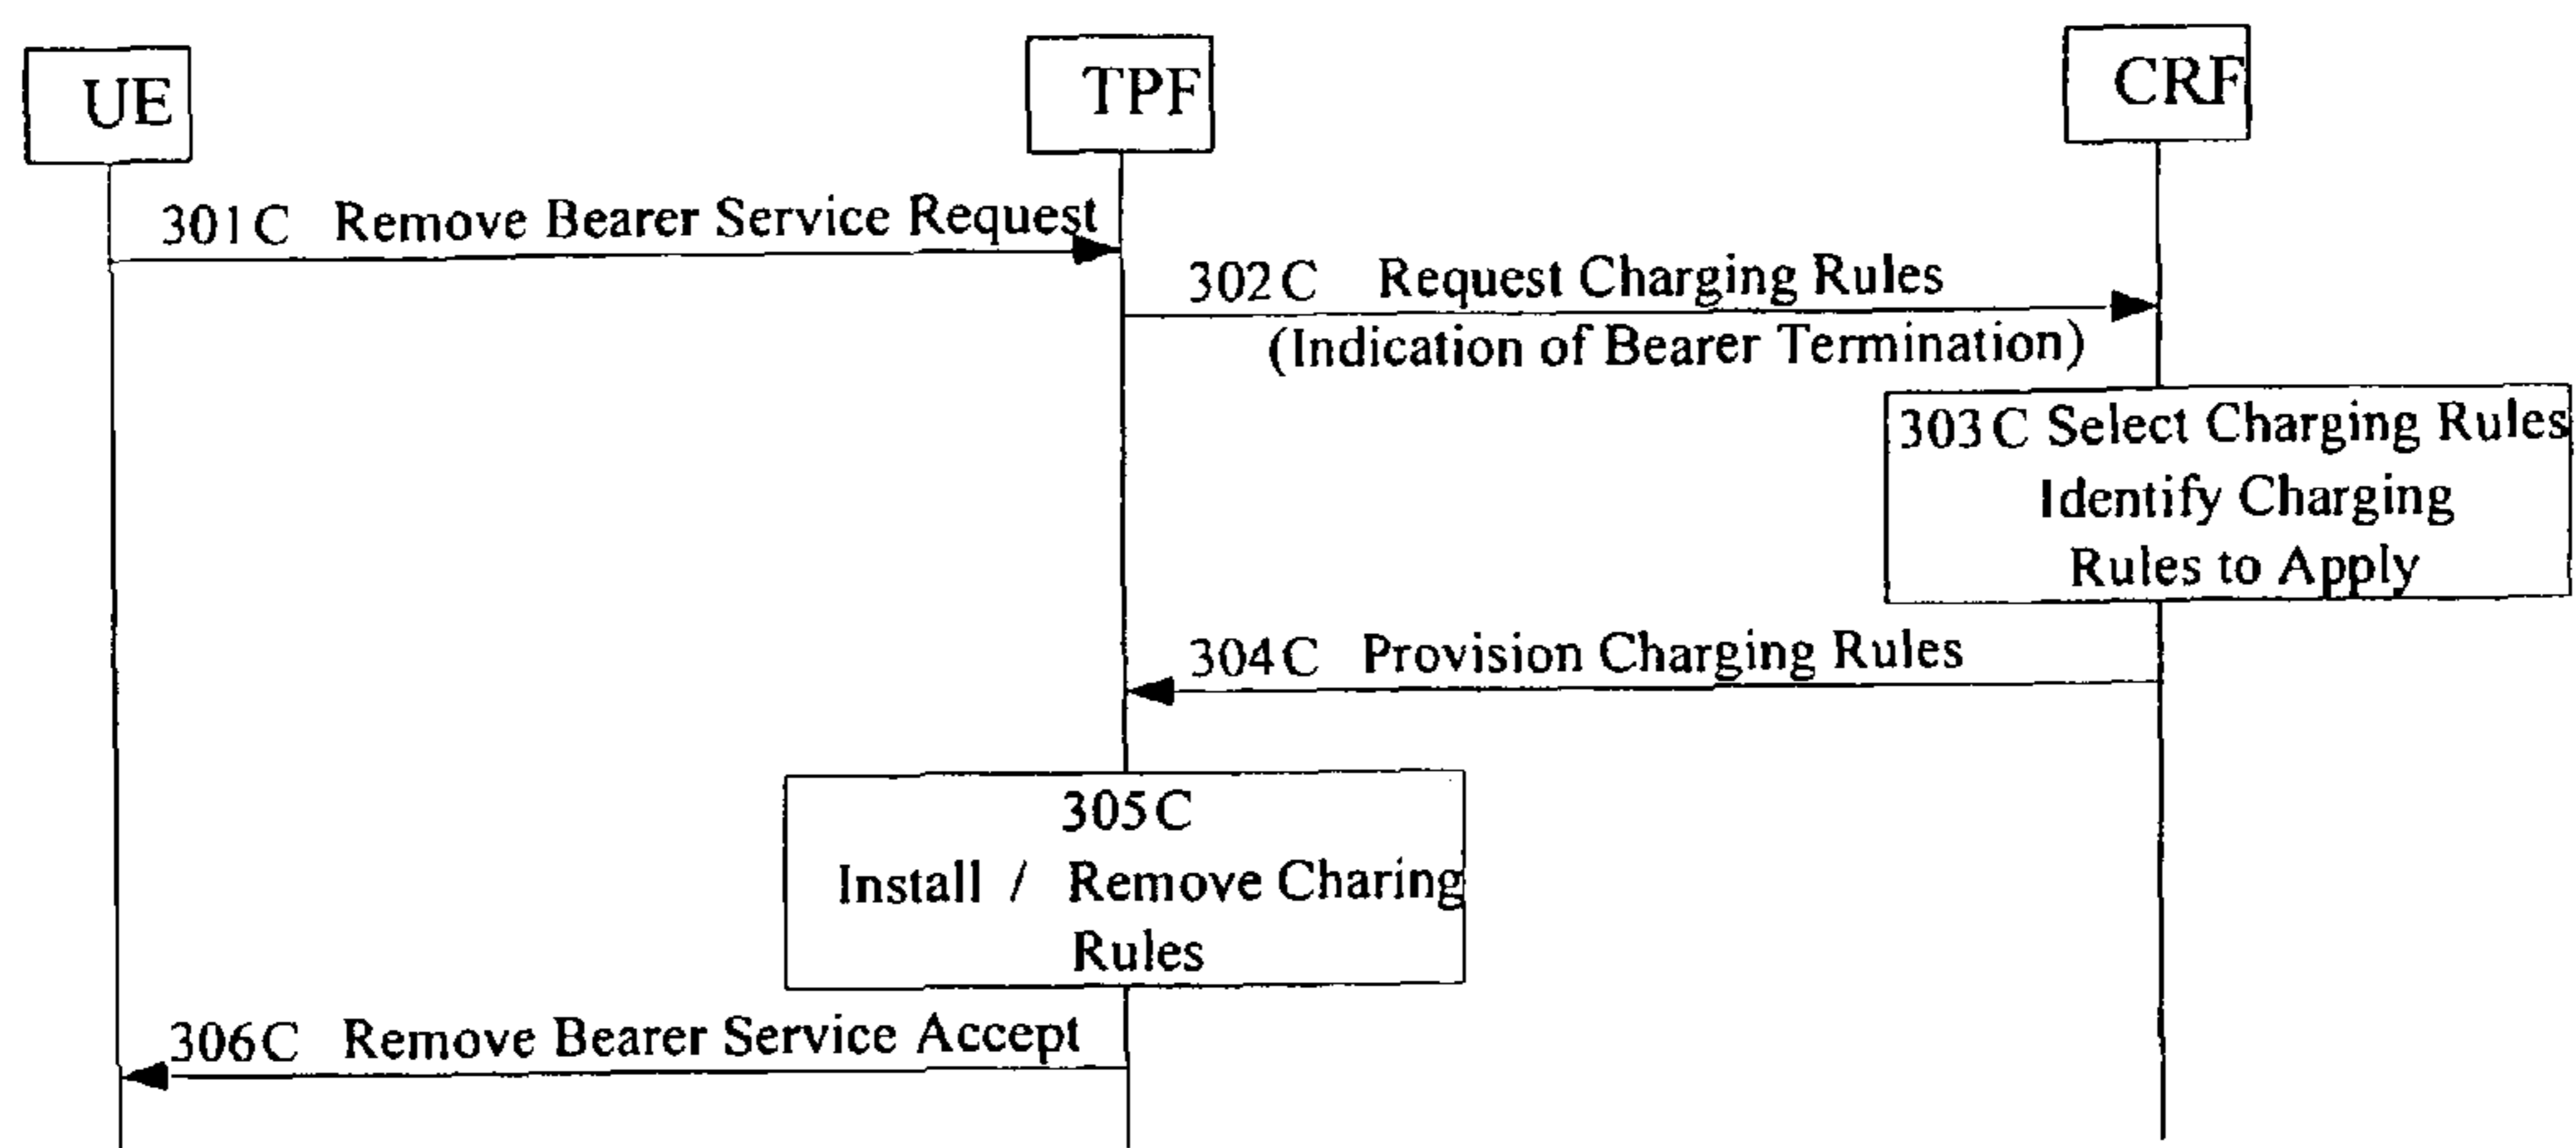 UE
TPF
CRF
301C Remove Bearer Service Request
302C Request Charging Rules
(Indication of Bearer Termination)
303C Select Charging Rules
Identify Charging
Rules to Apply
304C Provision Charging Rules
305C
Install / Remove Charing
Rules
306C Remove Bearer Service Accept